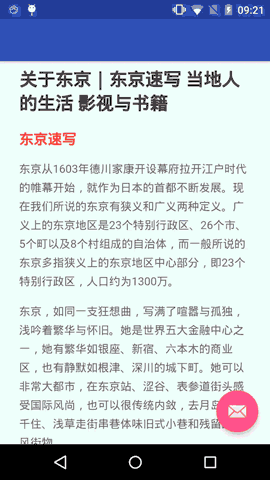 09:21
关于东京｜东京速写 当地人
的生活 影视与书籍
东京速写
东京从1603年德川家康开设幕府拉开江户时代
的帷幕开始，就作为日本的首都不断发展。现
在我们所说的东京有狭义和广义两种定义。广
义上的东京地区是23个特别行政区、26个市、
5个町以及8个村组成的自治体，而一般所说的
东京多指狭义上的东京地区中心部分，即23个
特别行政区，人口约为1300万。
东京，如同一支狂想曲，写满了喧嚣与孤独，
浅吟着繁华与怀旧。她是世界五大金融中心之
一，她有繁华如银座、新宿、六本木的商业
区，也有静默如根津、深川的城下町。她可以
非常大都市，在东京站、涩谷、表参道街头感
受国际风尚，也可以很传统内敛，去月岛
千住、浅草走街串巷体味旧式小巷和残留
风街物